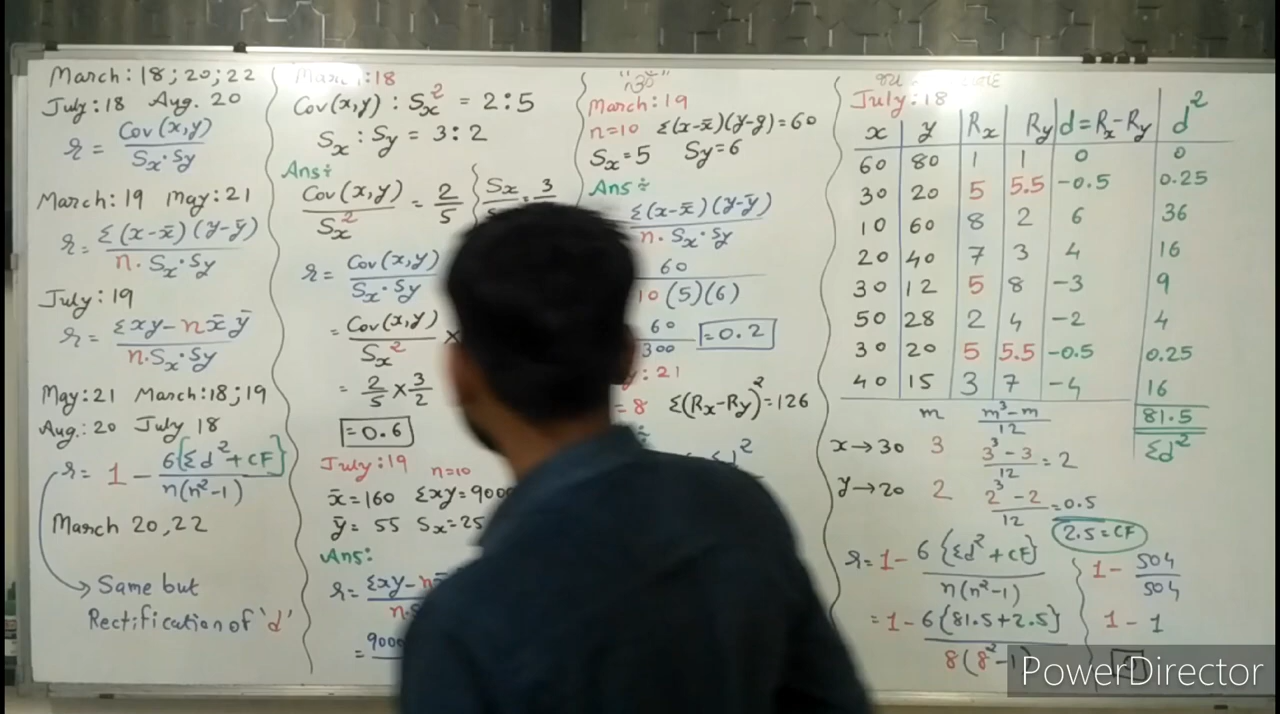 March: 18; 20; 22
July: 18 Aug. 20
r = Cov(x,y) / Sx·Sy
March: 19 may: 21
r = Σ(x-x̄)(y-ȳ) / n. Sx·Sy
July: 19
r = Σxy - n x̄ ȳ / n·Sx·Sy
May: 21 March: 18; 19
Aug.: 20 July 18
r = 1 - 6{Σd² + CF} / n(n²-1)
March 20, 22
→ Same but
Rectification of 'd'
March: 18
Cov(x,y) : Sx² = 2:5
Sx : Sy = 3:2
Ans:
Cov(x,y) / Sx² = 2/5 Sx
= 3
r = Cov(x,y) / Sx·Sy
= Cov(x,y) / Sx² ×
= 2/5 × 3/2
= 0.6
July: 19 n=10
x̄ = 160 Σxy = 900
ȳ = 55 Sx = 25
Ans:
r = Σxy - n
n.
= 900
March: 19
n=10 Σ(x-x̄)(y-ȳ) = 60
Sx = 5 Sy = 6
Ans:
Σ(x-x̄)(y-ȳ) / n. Sx·Sy
60 / 10(5)(6)
60 / 300 = 0.2
: 21
= 8 Σ(Rx-Ry)² = 126
July: 18
x y Rx Ry d=Rx-Ry d²
60 80 1 1 0 0
30 20 5 5.5 -0.5 0.25
10 60 8 2 6 36
20 40 7 3 4 16
30 12 5 8 -3 9
50 28 2 4 -2 4
30 20 5 5.5 -0.5 0.25
40 15 3 7 -4 16
81.5
Σd²
m m³-m / 12
x→30 3 3³-3 / 12 = 2
y→20 2 2³-2 / 12 = 0.5
2.5 = CF
r = 1 - 6{Σd² + CF} / n(n²-1)
= 1 - 6{81.5+2.5} / 8(8²-1
1 - 504 / 504
1 - 1
PowerDirector